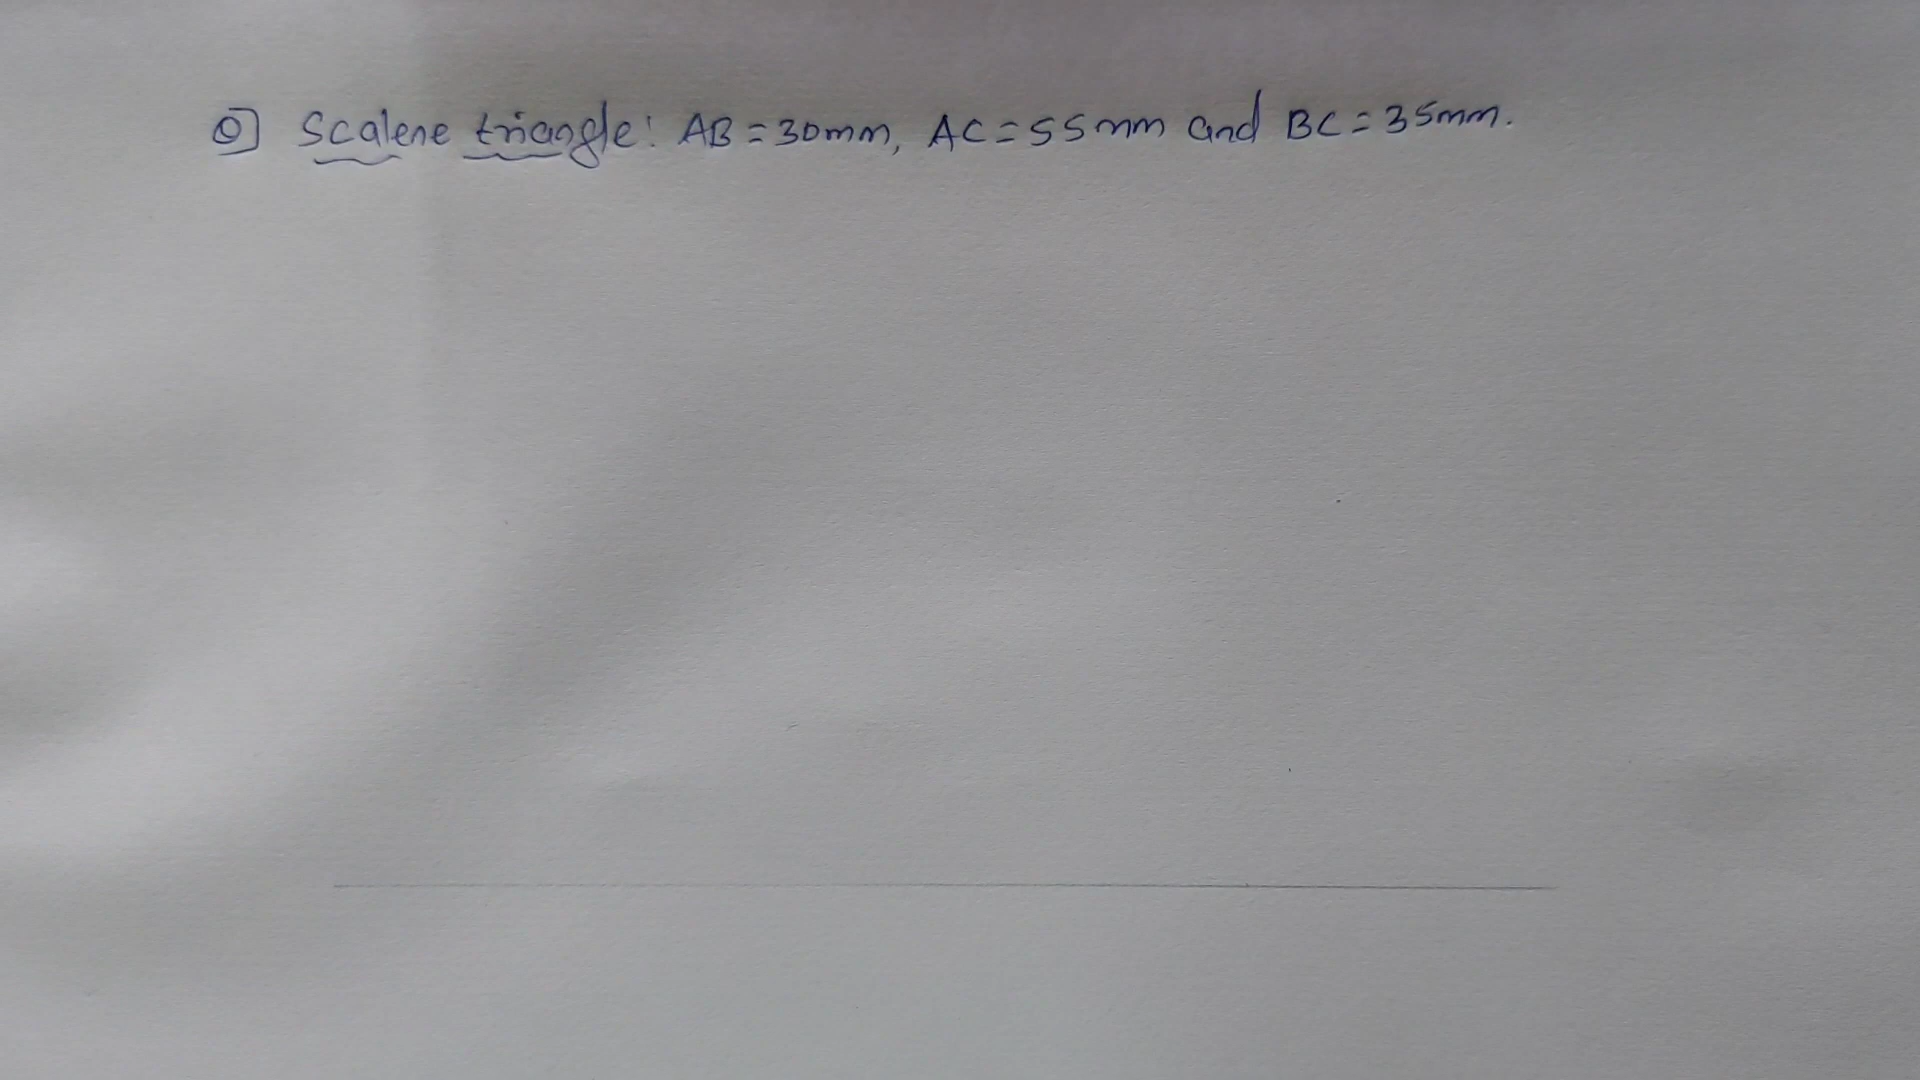 ⊙] Scalene triangle: AB=30mm, AC=55mm and BC=35mm.